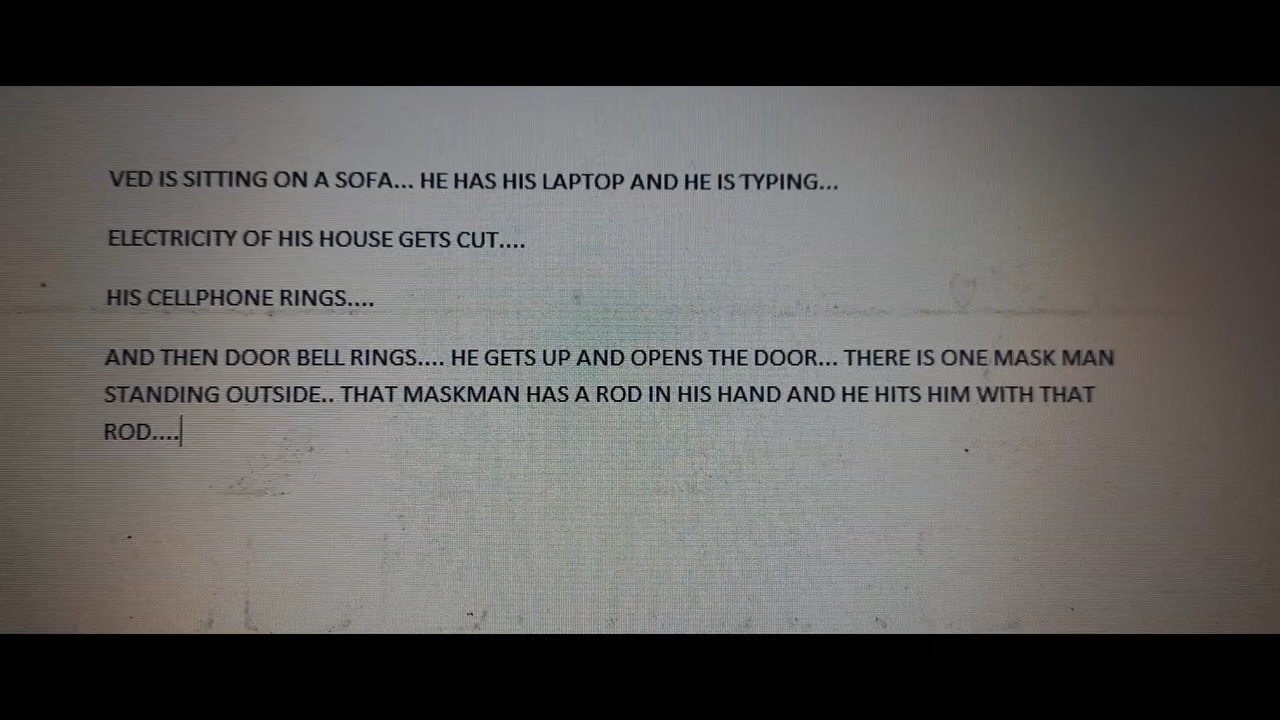 VED IS SITTING ON A SOFA... HE HAS HIS LAPTOP AND HE IS TYPING...
ELECTRICITY OF HIS HOUSE GETS CUT....
HIS CELLPHONE RINGS....
AND THEN DOOR BELL RINGS.... HE GETS UP AND OPENS THE DOOR... THERE IS ONE MASK MAN
STANDING OUTSIDE.. THAT MASKMAN HAS A ROD IN HIS HAND AND HE HITS HIM WITH THAT
ROD....